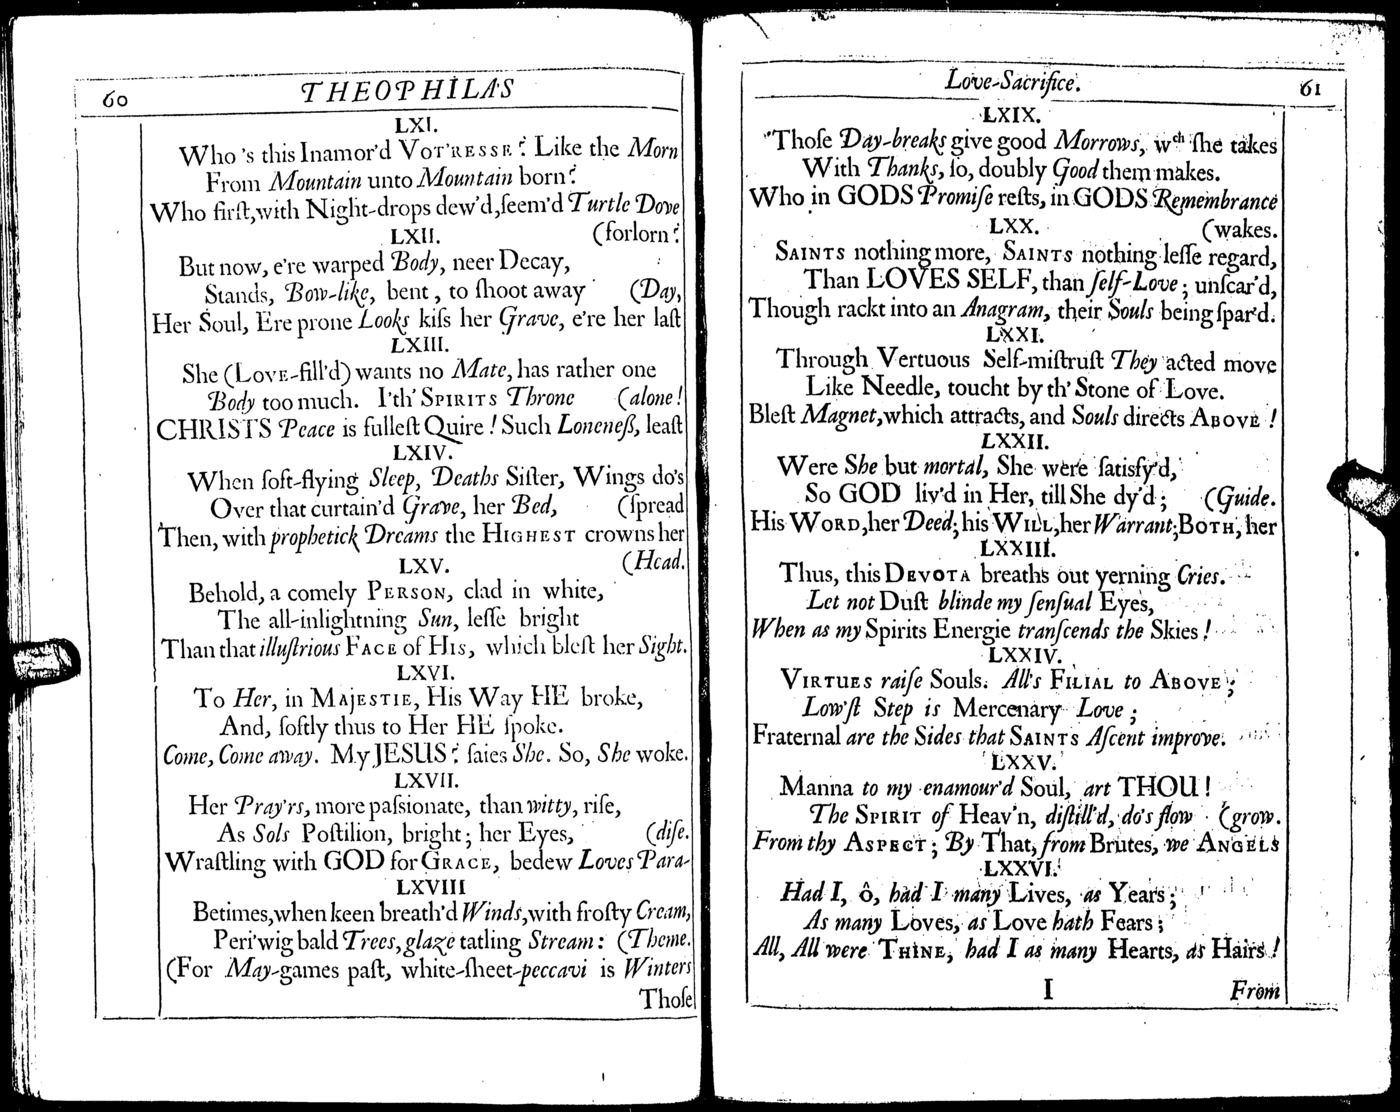 60
THEOPHILA'S
LXI.
Who 's this Inamor'd VOT'RESSE? Like the Morn
From Mountain unto Mountain born?
Who firſt, with Night-drops dew'd, ſeem'd Turtle Dove
LXII. (forlorn?
But now, e're warped Body, neer Decay,
Stands, Bow-like, bent, to ſhoot away (Day,
Her Soul, Ere prone Looks kiſs her Grave, e're her laſt
LXIII.
She (LOVE-fill'd) wants no Mate, has rather one
Body too much. I'th' SPIRITS Throne (alone!
CHRISTS Peace is fulleſt Quire! Such Loneneſs, leaſt
LXIV.
When ſoft-flying Sleep, Deaths Siſter, Wings do's
Over that curtain'd Grave, her Bed, (ſpread
Then, with prophetick Dreams the HIGHEST crowns her
LXV. (Head.
Behold, a comely PERSON, clad in white,
The all-inlightning Sun, leſſe bright
Than that illuſtrious FACE of HIS, which bleſt her Sight.
LXVI.
To Her, in MAJESTIE, His Way HE broke,
And, ſoftly thus to Her HE ſpoke.
Come, Come away. My JESUS? ſaies She. So, She woke.
LXVII.
Her Pray'rs, more paſsionate, than witty, riſe,
As Sols Poſtilion, bright; her Eyes, (diſe.
Wraſtling with GOD for GRACE, bedew Loves Para-
LXVIII
Betimes, when keen breath'd Winds, with froſty Cream,
Peri'wig bald Trees, glaze tatling Stream: (Theme.
(For May-games paſt, white-ſheet-peccavi is Winters
Thoſe
Love-Sacrifice.
61
LXIX.
Thoſe Day-breaks give good Morrows, wch ſhe takes
With Thanks, ſo, doubly Good them makes.
Who in GODS Promiſe reſts, in GODS Remembrance
LXX. (wakes.
SAINTS nothing more, SAINTS nothing leſſe regard,
Than LOVES SELF, than ſelf-Love; unſcar'd,
Though rackt into an Anagram, their Souls being ſpar'd.
LXXI.
Through Vertuous Self-miſtruſt They acted move
Like Needle, toucht by th' Stone of Love.
Bleſt Magnet, which attracts, and Souls directs ABOVE!
LXXII.
Were She but mortal, She were ſatisfy'd,
So GOD liv'd in Her, till She dy'd; (Guide.
His WORD, her Deed; his WILL, her Warrant; BOTH, her
LXXIII.
Thus, this DEVOTA breaths out yerning Cries.
Let not Duſt blinde my ſenſual Eyes,
When as my Spirits Energie tranſcends the Skies!
LXXIV.
VIRTUES raiſe Souls. All's FILIAL to ABOVE;
Low'ſt Step is Mercenary Love;
Fraternal are the Sides that SAINTS Aſcent improve.
LXXV.
Manna to my enamour'd Soul, art THOU!
The SPIRIT of Heav'n, diſtill'd, do's flow (grow.
From thy ASPECT; By That, from Brutes, we ANGELS
LXXVI.
Had I, ô, had I many Lives, as Years;
As many Loves, as Love hath Fears;
All, All were THINE, had I as many Hearts, as Hairs!
I
From